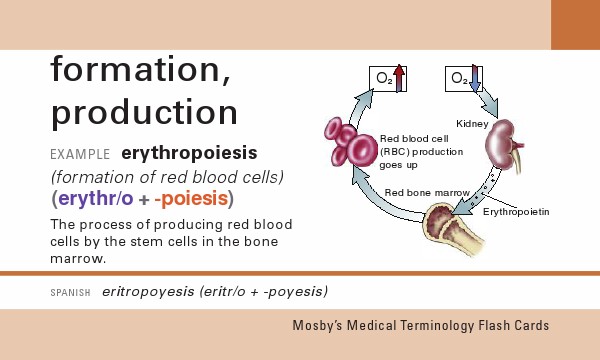 formation,
production
EXAMPLE erythropoiesis
(formation of red blood cells)
(erythr/o + -poiesis)
The process of producing red blood
cells by the stem cells in the bone
marrow.
O₂
O₂
Kidney
Red blood cell
(RBC) production
goes up
Red bone marrow
Erythropoietin
SPANISH eritropoyesis (eritr/o + -poyesis)
Mosby's Medical Terminology Flash Cards